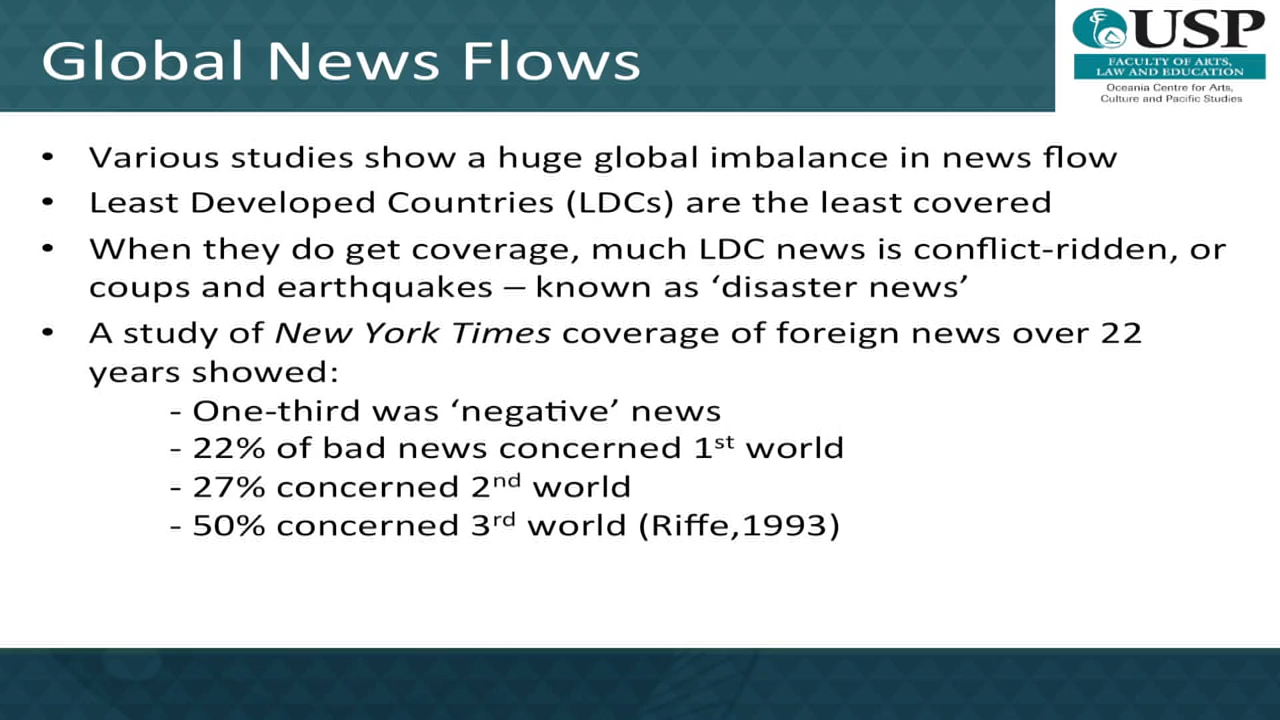 Global News Flows
USP
FACULTY OF ARTS,
LAW AND EDUCATION
Oceania Centre for Arts,
Culture and Pacific Studies
• Various studies show a huge global imbalance in news flow
• Least Developed Countries (LDCs) are the least covered
• When they do get coverage, much LDC news is conflict-ridden, or
coups and earthquakes – known as ‘disaster news’
• A study of New York Times coverage of foreign news over 22
years showed:
- One-third was ‘negative’ news
- 22% of bad news concerned 1st world
- 27% concerned 2nd world
- 50% concerned 3rd world (Riffe,1993)